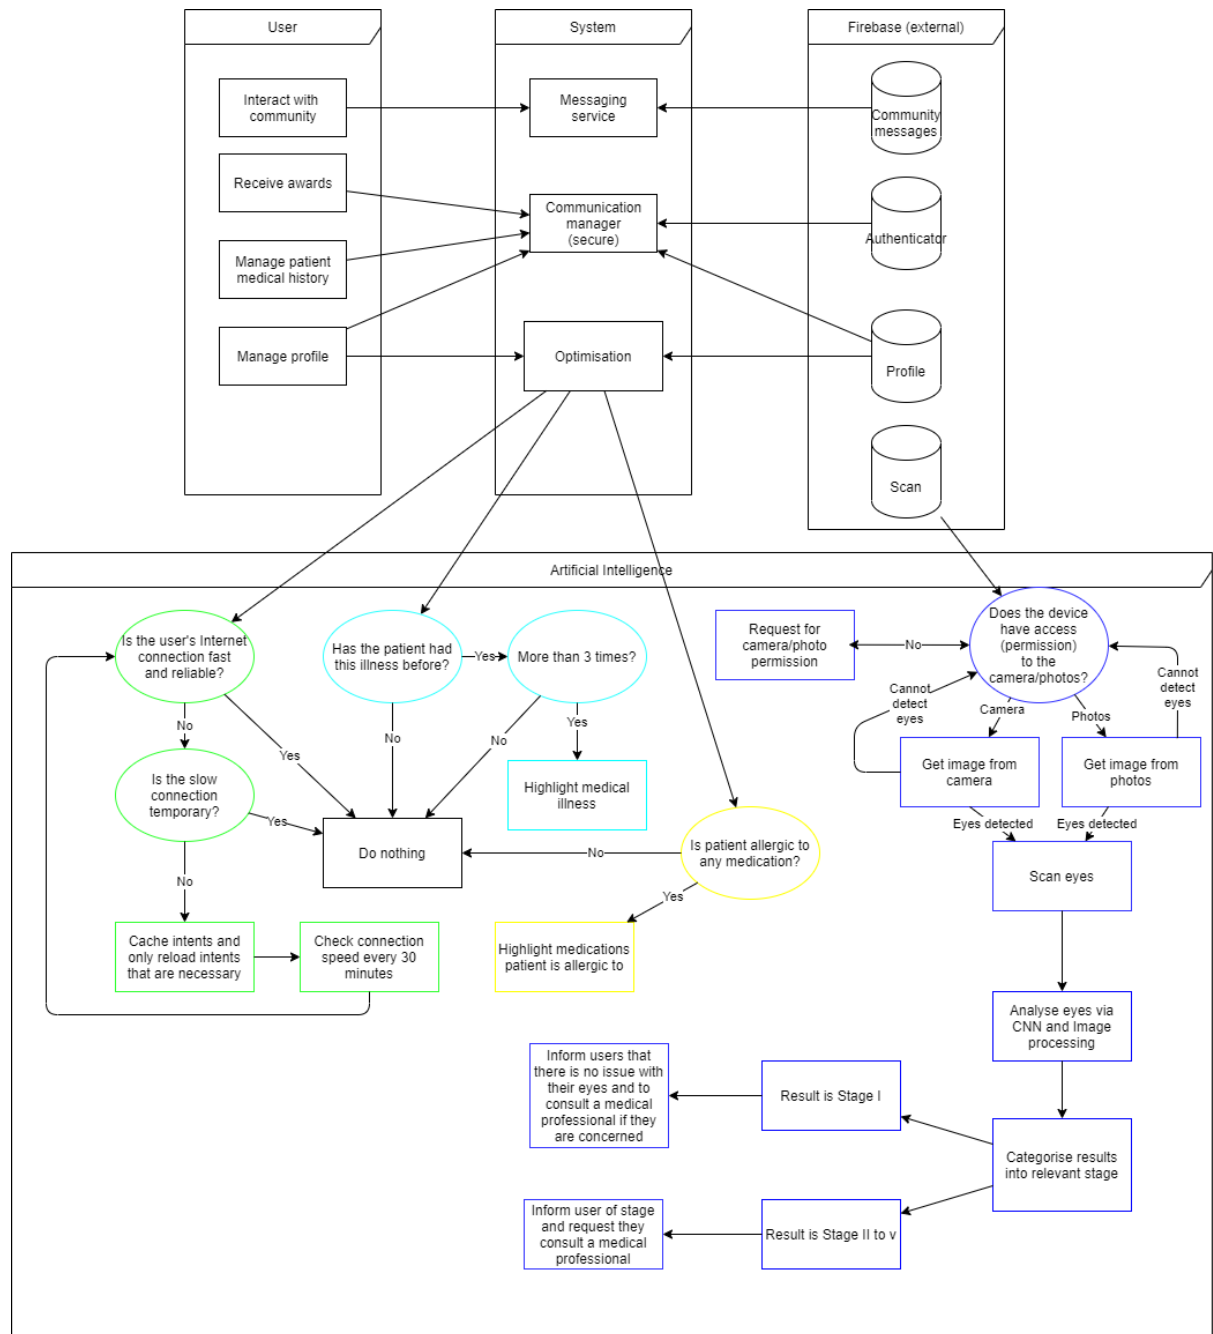 User
System
Firebase (external)
Interact with
community
Messaging
service
Community
messages
Receive awards
Communication
manager
(secure)
Authenticator
Manage patient
medical history
Manage profile
Optimisation
Profile
Scan
Artificial Intelligence
Is the user's Internet
connection fast
and reliable?
Has the patient had
this illness before?
Yes
More than 3 times?
Request for
camera/photo
permission
No
Does the device
have access
(permission)
to the
camera/photos?
Cannot
detect
eyes
Cannot
detect
eyes
Camera
Photos
No
Yes
No
No
Yes
Is the slow
connection
temporary?
Yes
Highlight medical
illness
Get image from
camera
Get image from
photos
Eyes detected
Eyes detected
Do nothing
No
Is patient allergic to
any medication?
Scan eyes
No
Yes
Cache intents and
only reload intents
that are necessary
Check connection
speed every 30
minutes
Highlight medications
patient is allergic to
Analyse eyes via
CNN and Image
processing
Inform users that
there is no issue with
their eyes and to
consult a medical
professional if they
are concerned
Result is Stage I
Categorise results
into relevant stage
Inform user of stage
and request they
consult a medical
professional
Result is Stage II to v